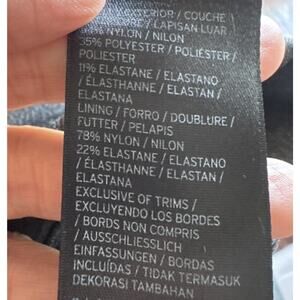 EXTERIOR / COUCHE
/ LAPISAN LUAR
NYLON / NILON
35% POLYESTER / POLIÉSTER /
POLIESTER
11% ELASTANE / ELASTANO
/ ÉLASTHANNE / ELASTAN /
ELASTANA
LINING / FORRO / DOUBLURE /
FUTTER / PELAPIS
78% NYLON / NILON
22% ELASTANE / ELASTANO
/ ÉLASTHANNE / ELASTAN /
ELASTANA
EXCLUSIVE OF TRIMS /
EXCLUYENDO LOS BORDES
/ BORDS NON COMPRIS
/ AUSSCHLIESSLICH
EINFASSUNGEN / BORDAS
INCLUÍDAS / TIDAK TERMASUK
DEKORASI TAMBAHAN